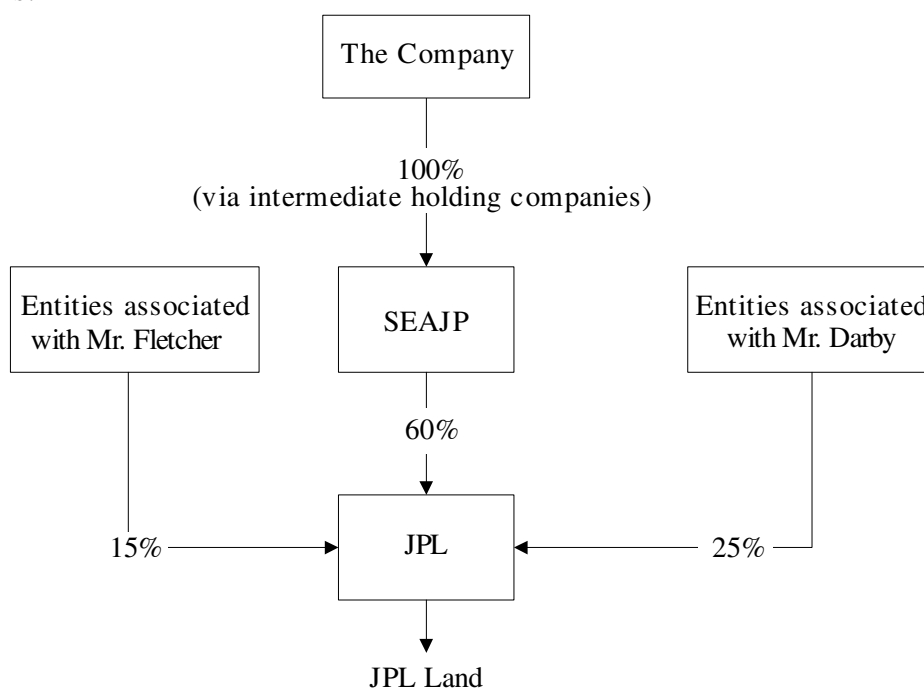 The Company
100%
(via intermediate holding companies)
Entities associated
with Mr. Fletcher
SEAJP
Entities associated
with Mr. Darby
60%
15%
JPL
25%
JPL Land